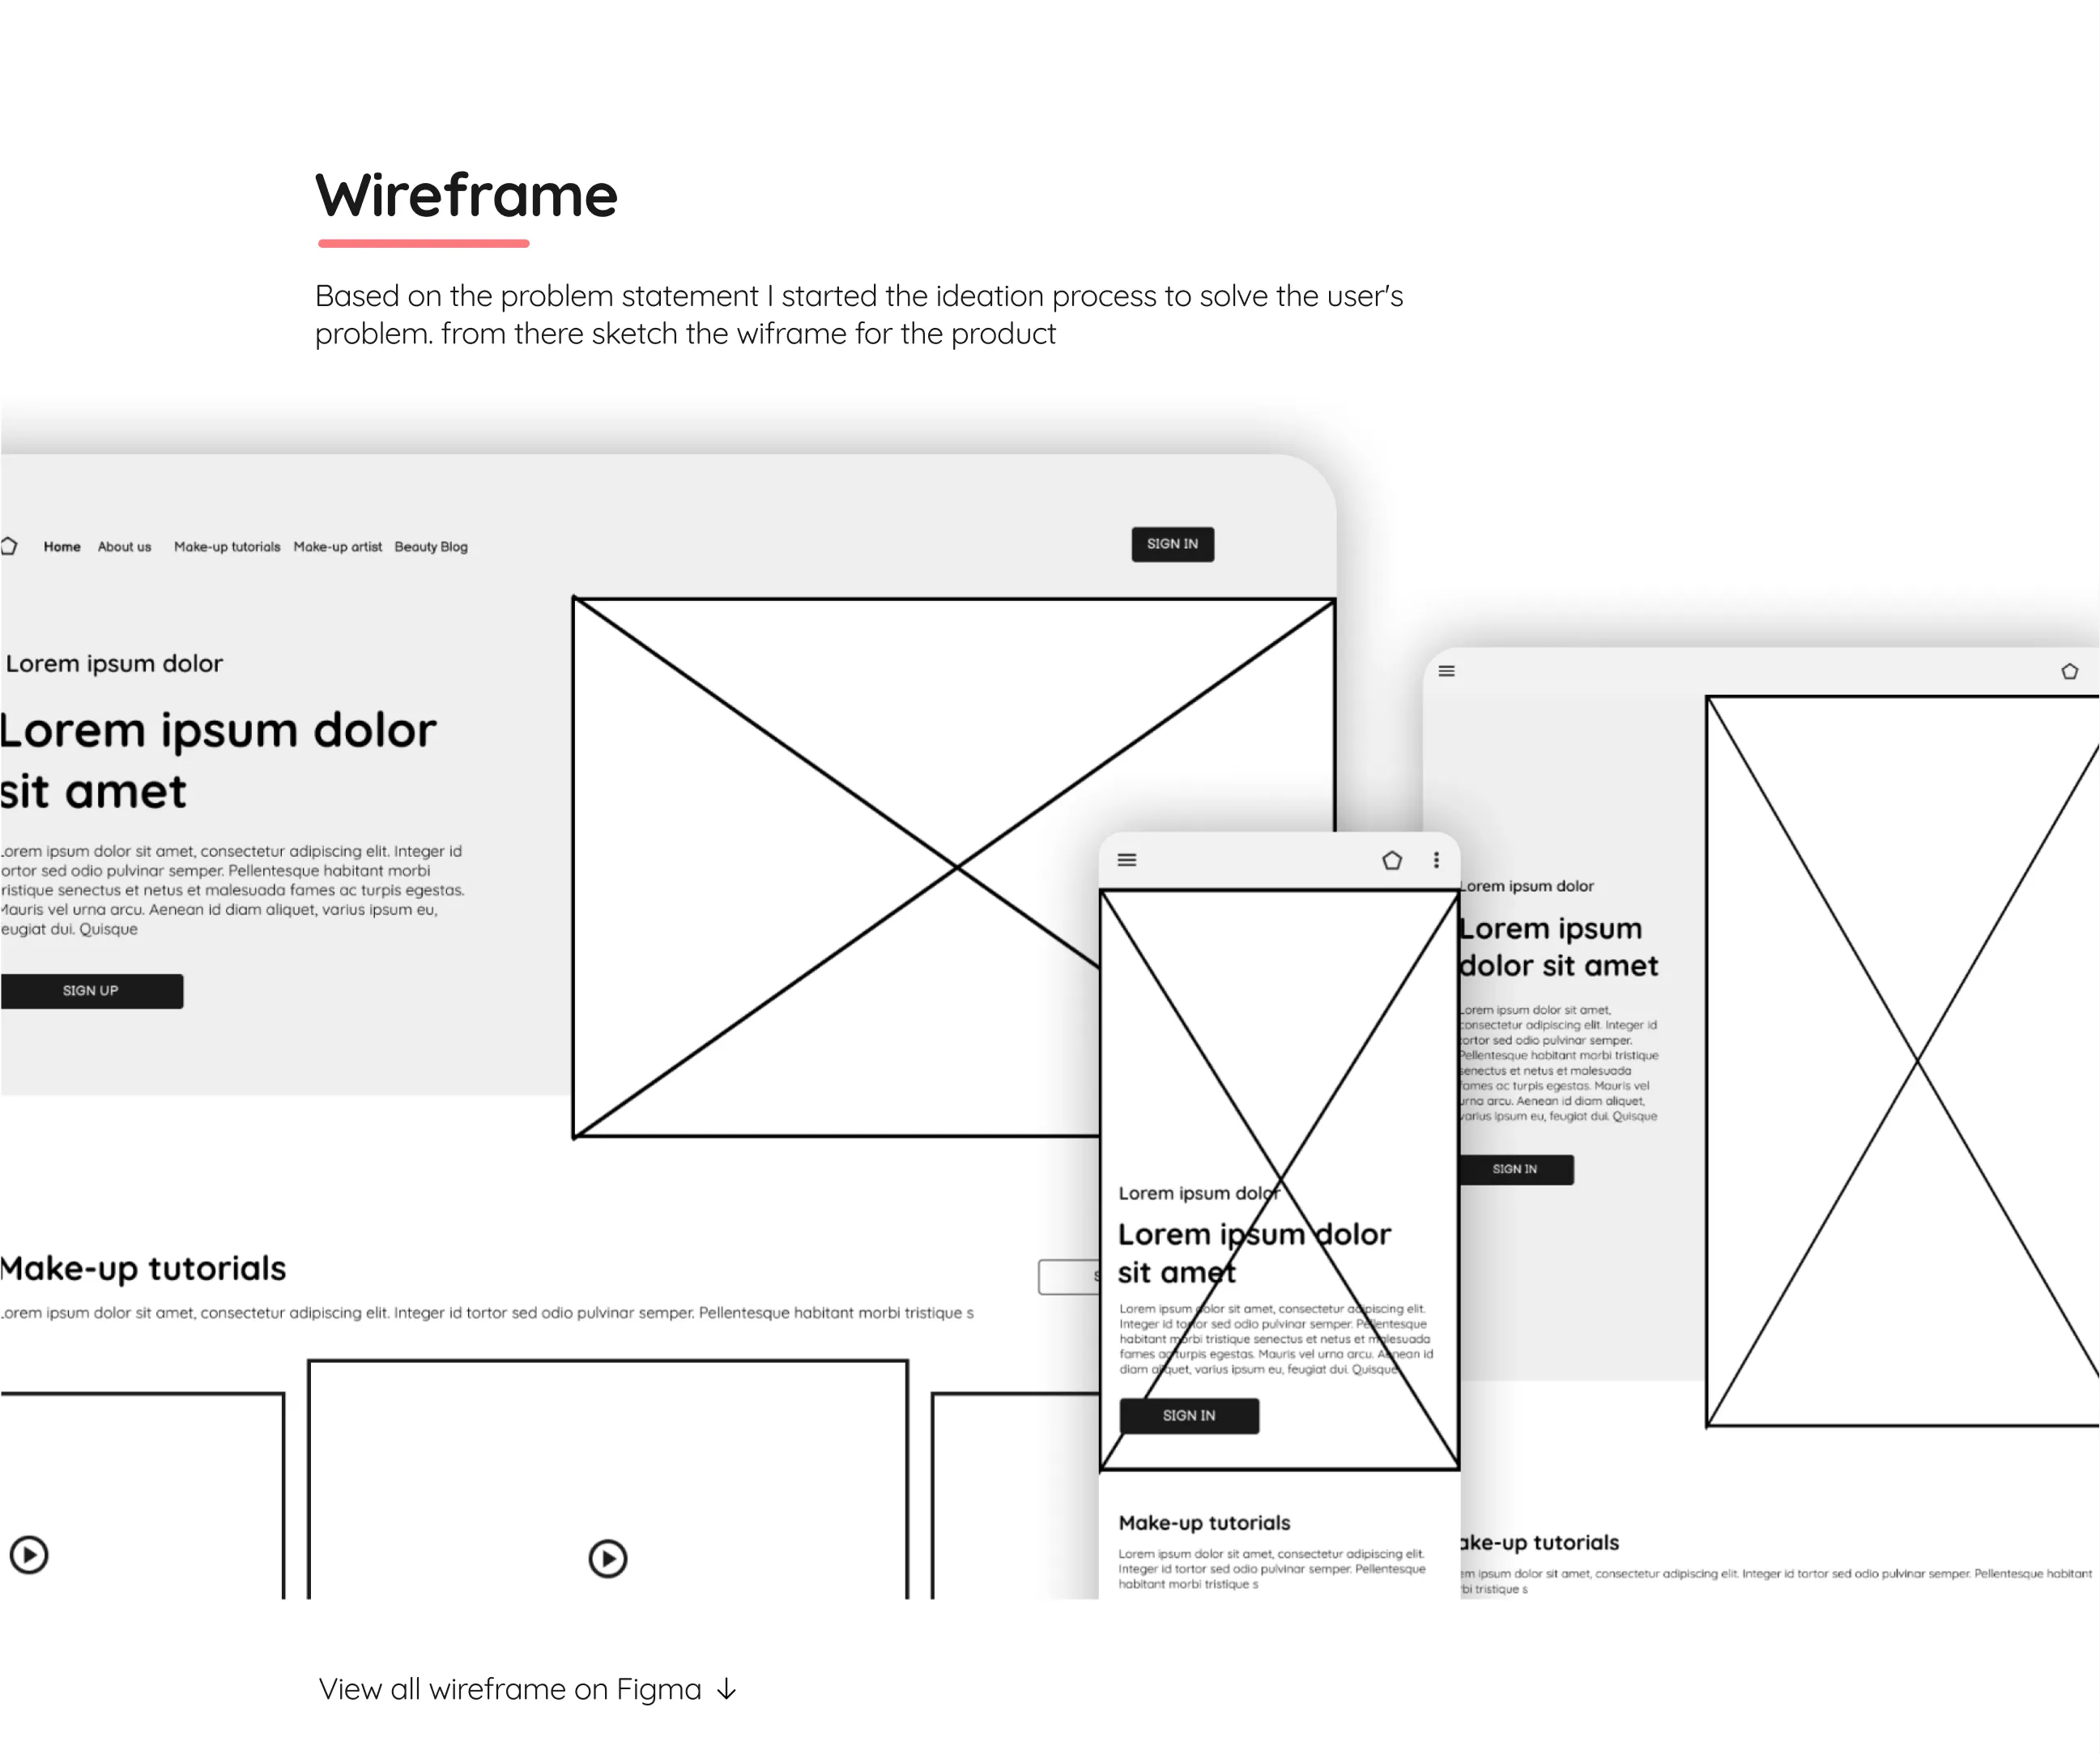 Wireframe
Based on the problem statement I started the ideation process to solve the user's
problem. from there sketch the wiframe for the product
Home About us Make-up tutorials Make-up artist Beauty Blog SIGN IN
Lorem ipsum dolor
Lorem ipsum dolor
sit amet
orem ipsum dolor sit amet, consectetur adipiscing elit. Integer id
ortor sed odio pulvinar semper. Pellentesque habitant morbi
ristique senectus et netus et malesuada fames ac turpis egestas.
Mauris vel urna arcu. Aenean id diam aliquet, varius ipsum eu,
eugiat dui. Quisque
SIGN UP
Make-up tutorials
orem ipsum dolor sit amet, consectetur adipiscing elit. Integer id tortor sed odio pulvinar semper. Pellentesque habitant morbi tristique s
Lorem ipsum dolor
Lorem ipsum dolor
sit amet
Lorem ipsum dolor sit amet, consectetur adipiscing elit.
Integer id tortor sed odio pulvinar semper. Pellentesque
habitant morbi tristique senectus et netus et malesuada
fames ac turpis egestas. Mauris vel urna arcu. Aenean id
diam aliquet, varius ipsum eu, feugiat dui. Quisque
SIGN IN
Make-up tutorials
Lorem ipsum dolor sit amet, consectetur adipiscing elit.
Integer id tortor sed odio pulvinar semper. Pellentesque
habitant morbi tristique s
Lorem ipsum dolor
Lorem ipsum
dolor sit amet
Lorem ipsum dolor sit amet,
consectetur adipiscing elit. Integer id
tortor sed odio pulvinar semper.
Pellentesque habitant morbi tristique
senectus et netus et malesuada
fames ac turpis egestas. Mauris vel
urna arcu. Aenean id diam aliquet,
varius ipsum eu, feugiat dui. Quisque
SIGN IN
ake-up tutorials
em ipsum dolor sit amet, consectetur adipiscing elit. Integer id tortor sed odio pulvinar semper. Pellentesque habitant
rbi tristique s
View all wireframe on Figma ↓